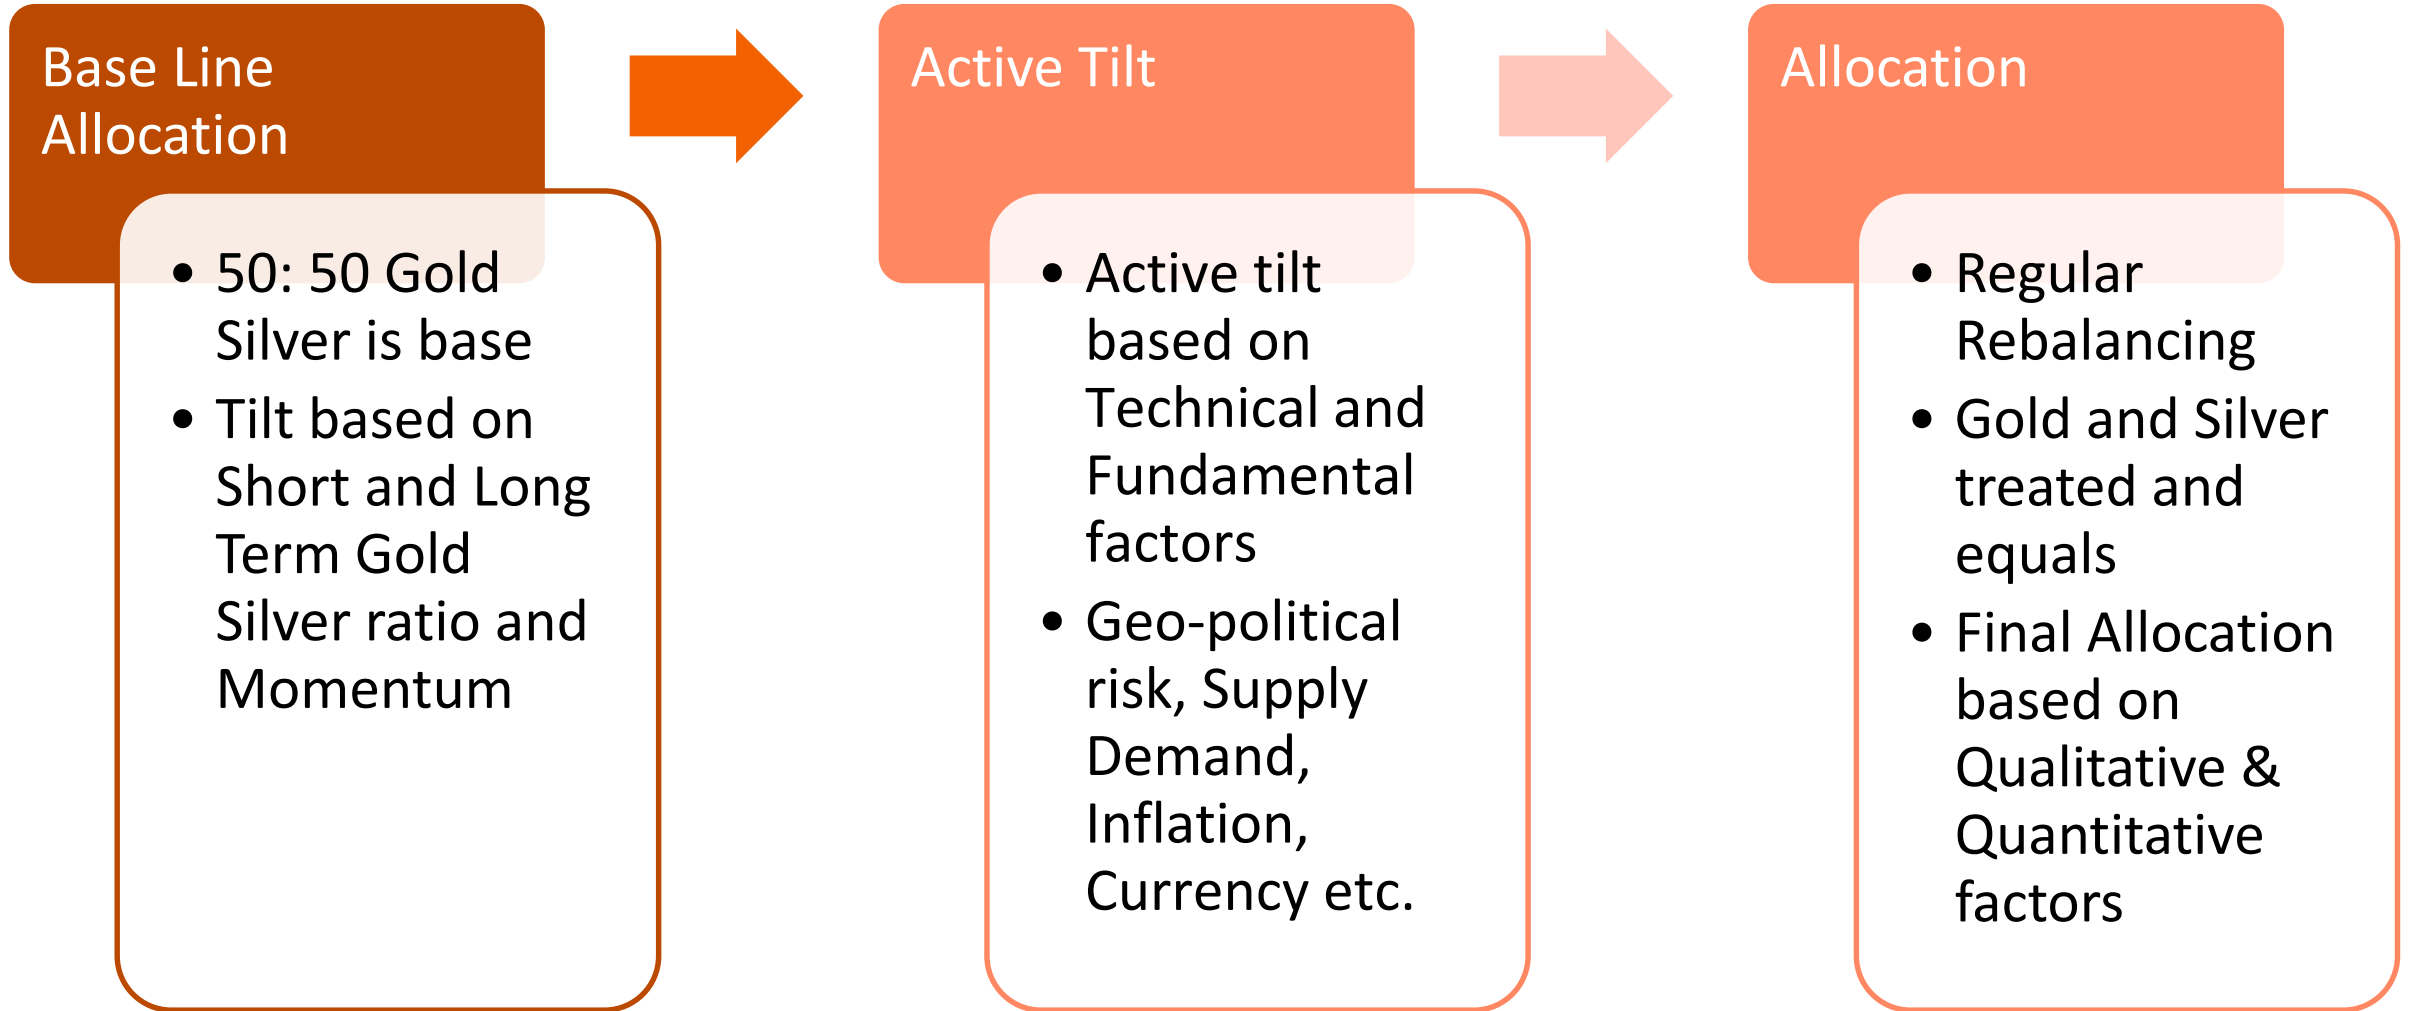 Base Line
Allocation
• 50: 50 Gold
Silver is base
• Tilt based on
Short and Long
Term Gold
Silver ratio and
Momentum
Active Tilt
• Active tilt
based on
Technical and
Fundamental
factors
• Geo-political
risk, Supply
Demand,
Inflation,
Currency etc.
Allocation
• Regular
Rebalancing
• Gold and Silver
treated and
equals
• Final Allocation
based on
Qualitative &
Quantitative
factors